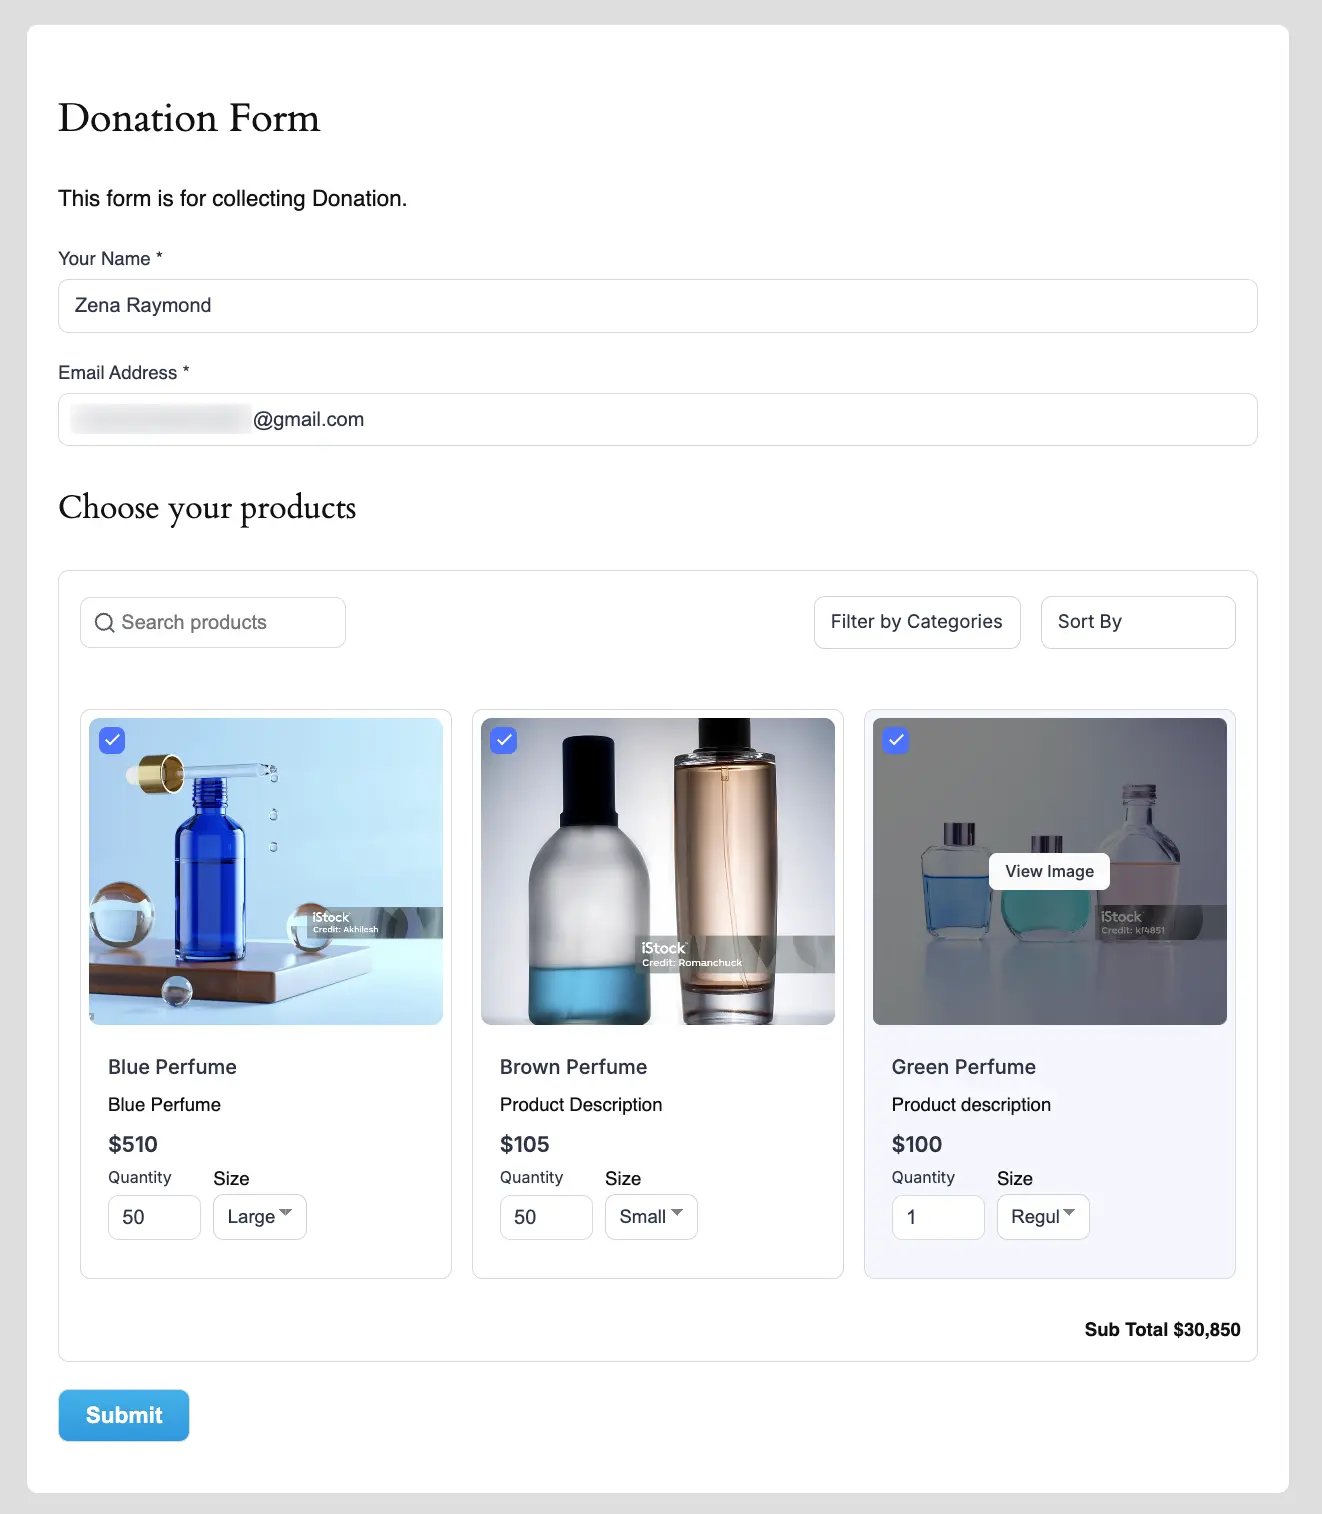 Donation Form
This form is for collecting Donation.
Your Name *
Zena Raymond
Email Address *
@gmail.com
Choose your products
Search products
Filter by Categories
Sort By
iStock
Credit: Akhilesh
iStock
Credit: Romanchuck
View Image
iStock
Credit: kf4851
Blue Perfume
Blue Perfume
$510
Quantity
Size
50
Large
Brown Perfume
Product Description
$105
Quantity
Size
50
Small
Green Perfume
Product description
$100
Quantity
Size
1
Regul
Sub Total $30,850
Submit